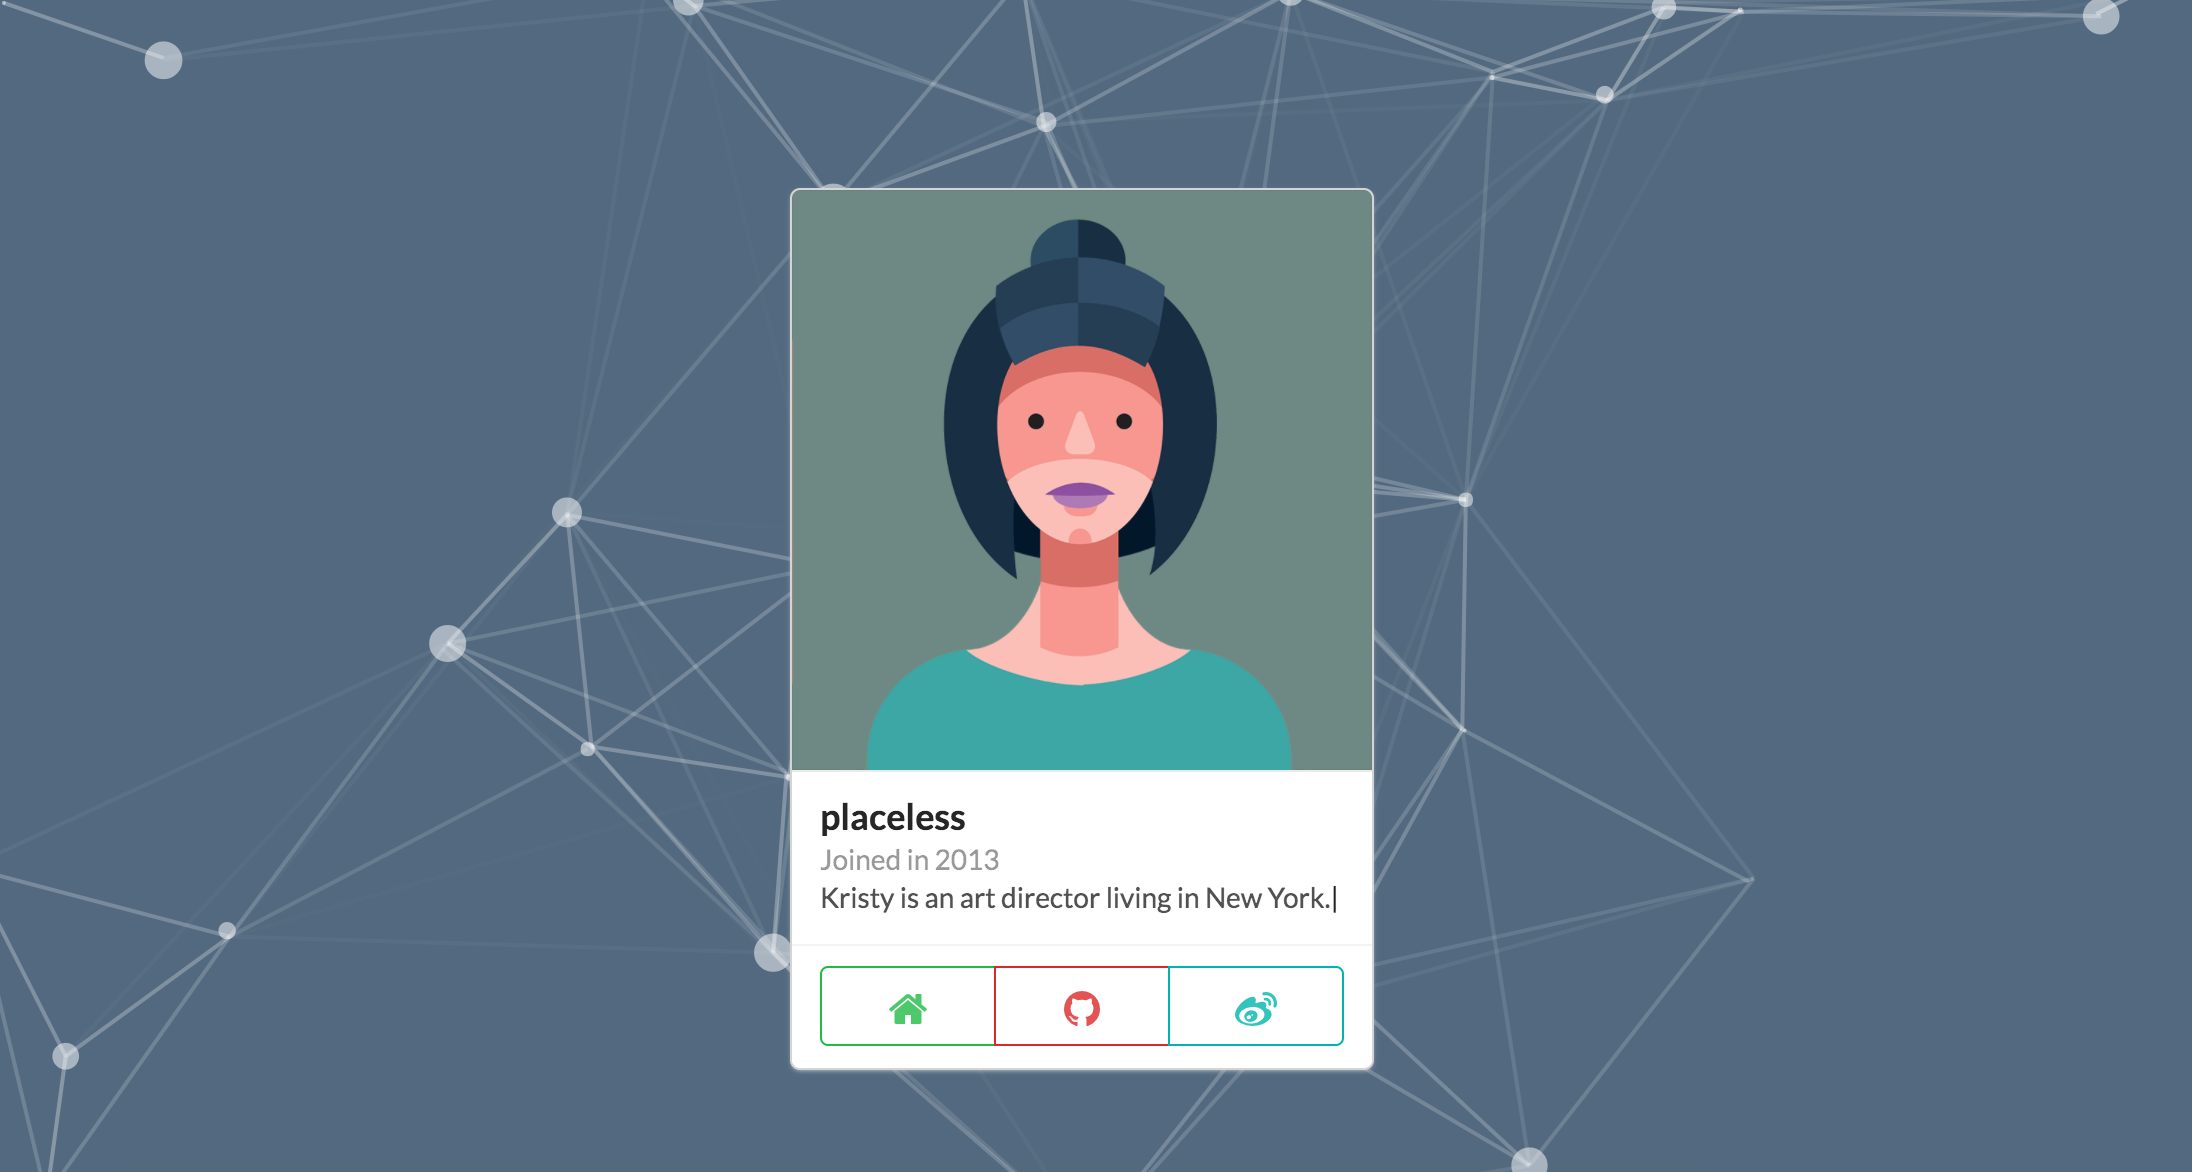 placeless
Joined in 2013
Kristy is an art director living in New York.|